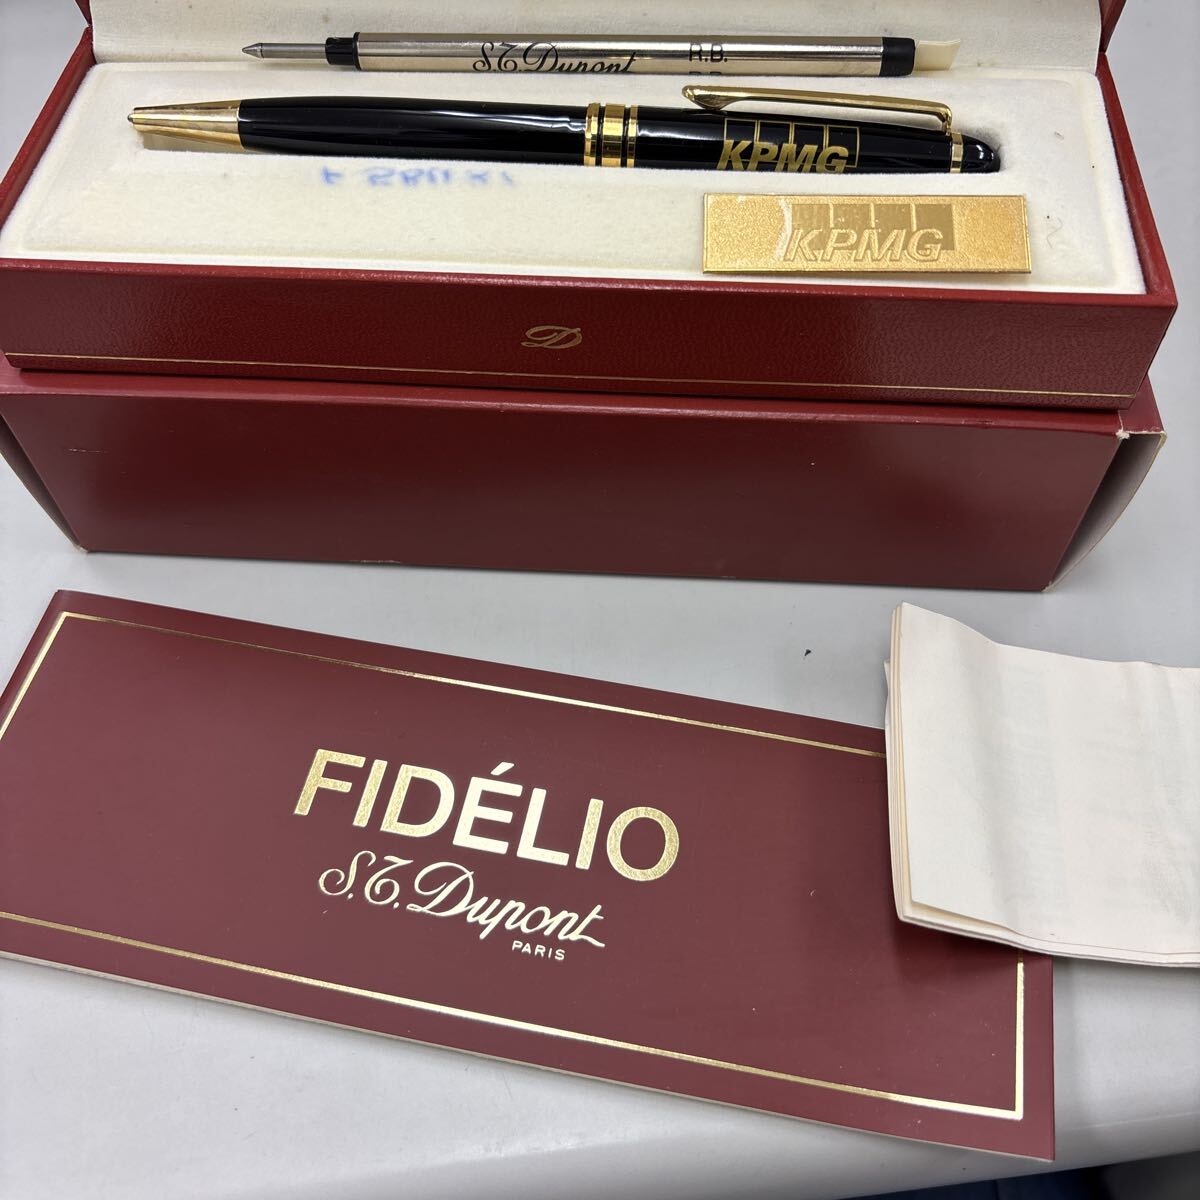 S.T. Dupont R.B.
KPMG
KPMG
D
FIDÉLIO
S.T. Dupont
PARIS